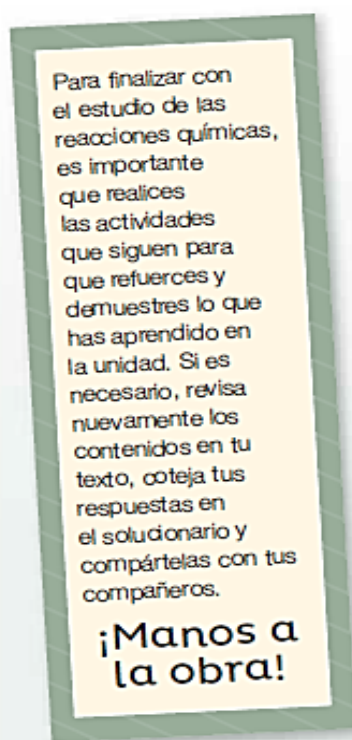 Para finalizar con
el estudio de las
reacciones químicas,
es importante
que realices
las actividades
que siguen para
que refuerces y
demuestres lo que
has aprendido en
la unidad. Si es
necesario, revisa
nuevamente los
contenidos en tu
texto, coteja tus
respuestas en
el solucionario y
compártelas con tus
compañeros.
¡Manos a
la obra!